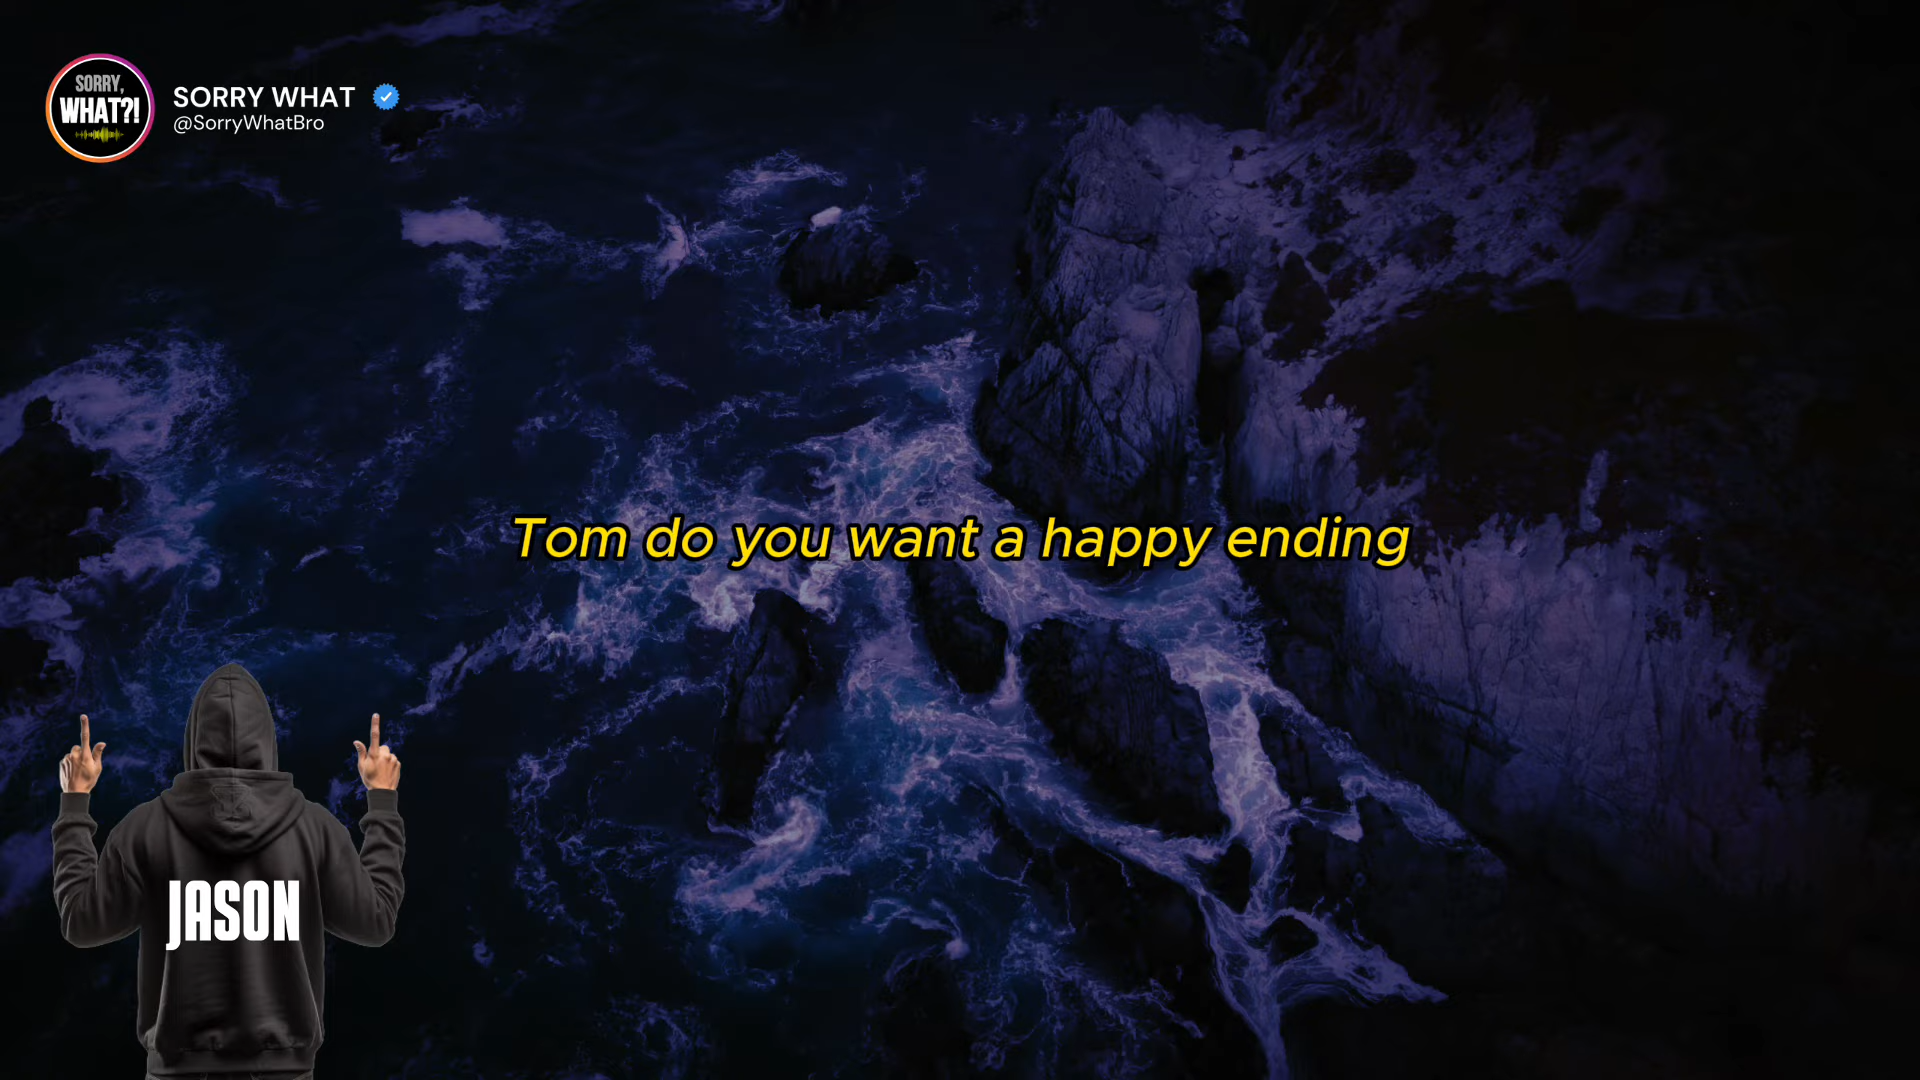 SORRY,
WHAT?!
SORRY WHAT
@SorryWhatBro
Tom do you want a happy ending
JASON